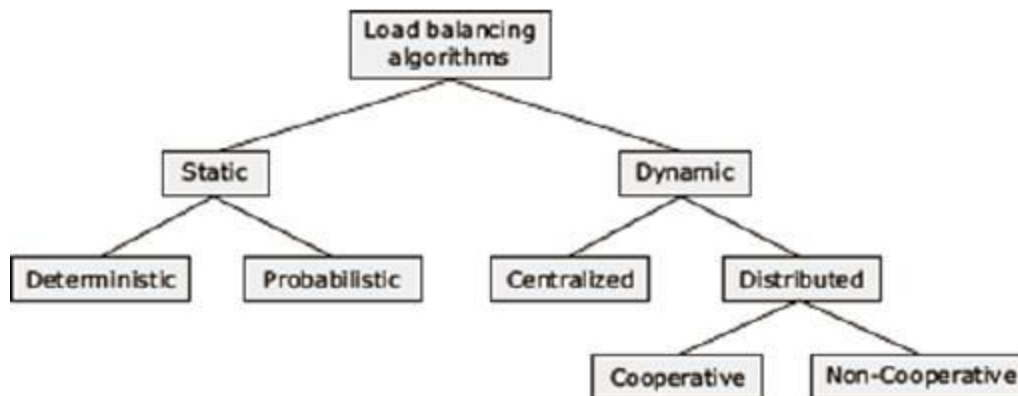 Load balancing
algorithms
Static
Dynamic
Deterministic
Probabilistic
Centralized
Distributed
Cooperative
Non-Cooperative